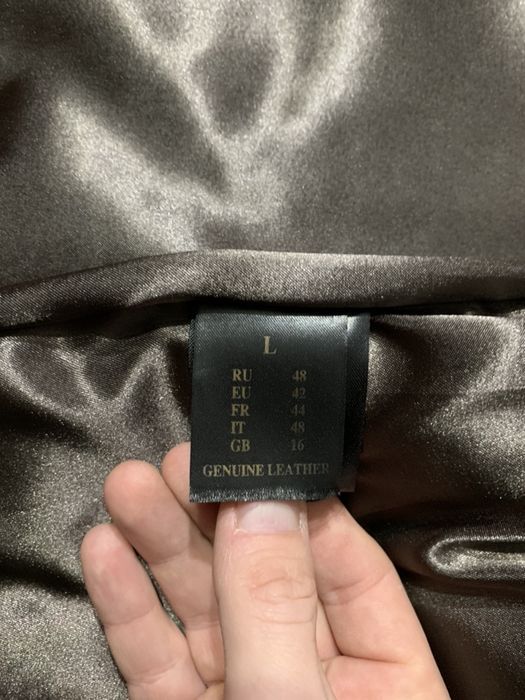 L
RU 48
EU 42
FR 44
IT 48
GB 16
GENUINE LEATHER